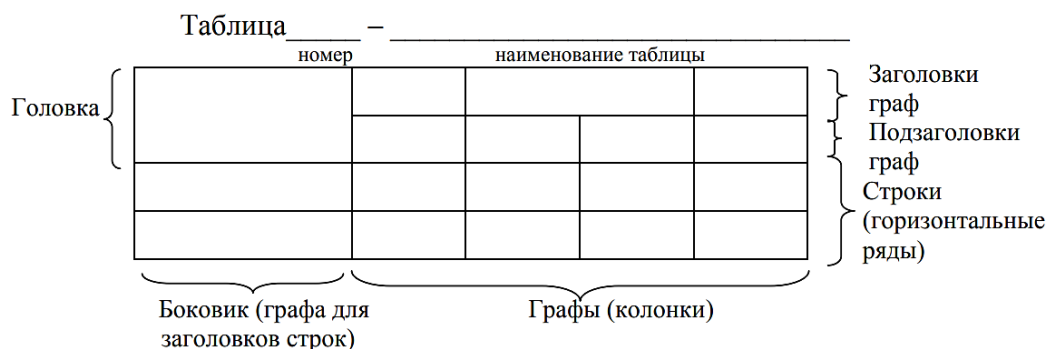 Таблица_____ – _______________________________
номер
наименование таблицы
Головка
Заголовки
граф
Подзаголовки
граф
Строки
(горизонтальные
ряды)
Боковик (графа для
заголовков строк)
Графы (колонки)